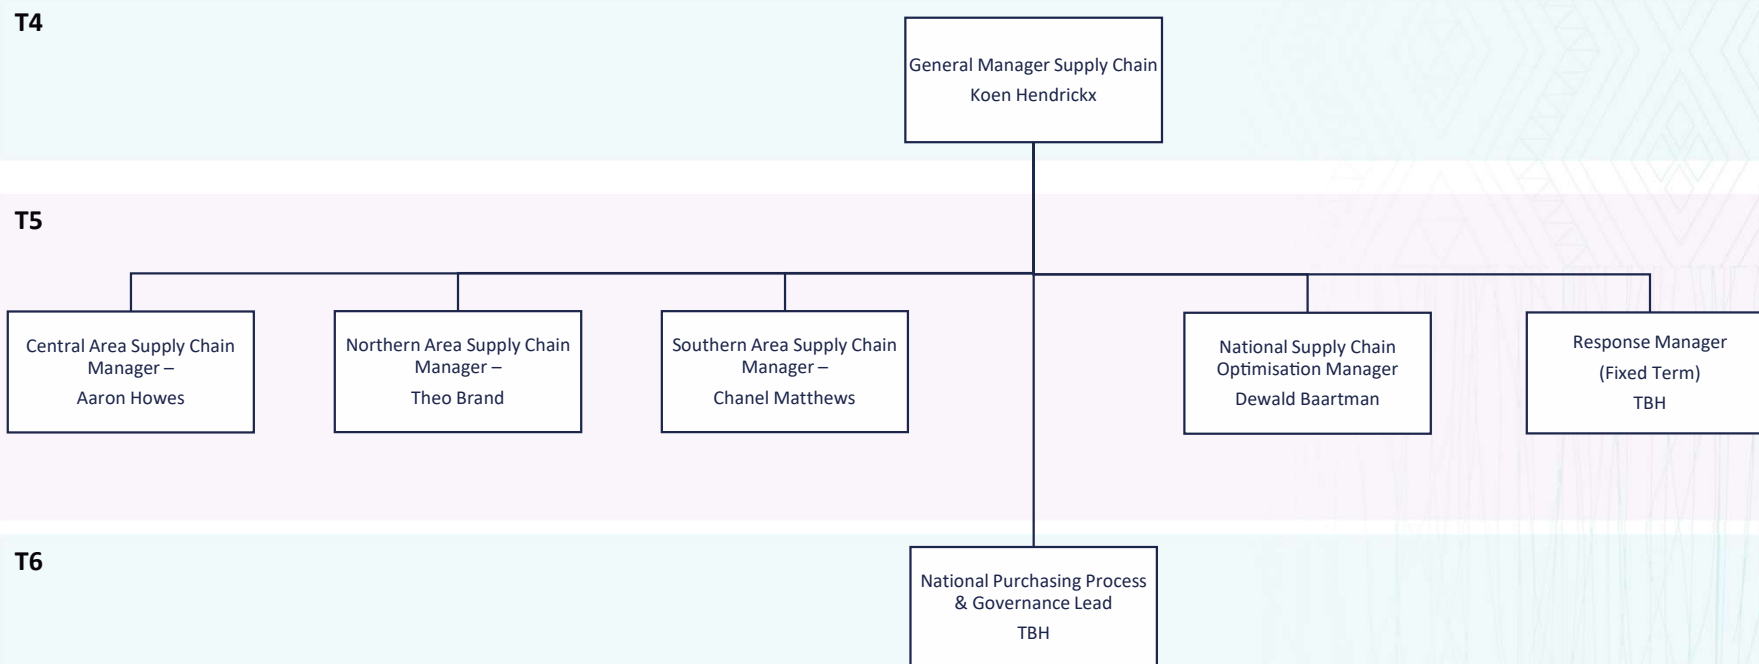 T4
General Manager Supply Chain
Koen Hendrickx
T5
Central Area Supply Chain
Manager –
Aaron Howes
Northern Area Supply Chain
Manager –
Theo Brand
Southern Area Supply Chain
Manager –
Chanel Matthews
National Supply Chain
Optimisation Manager
Dewald Baartman
Response Manager
(Fixed Term)
TBH
T6
National Purchasing Process
& Governance Lead
TBH